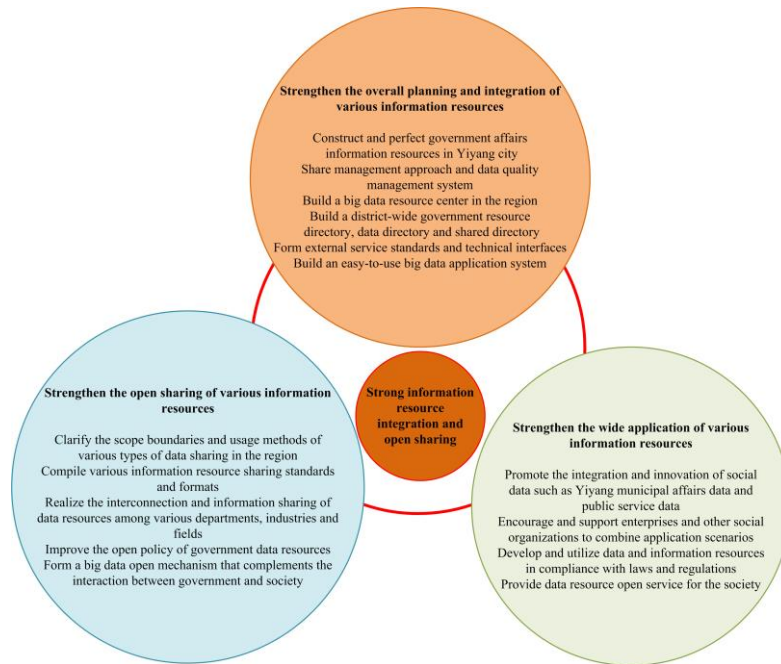 Strengthen the overall planning and integration of
various information resources
Construct and perfect government affairs
information resources in Yiyang city
Share management approach and data quality
management system
Build a big data resource center in the region
Build a district-wide government resource
directory, data directory and shared directory
Form external service standards and technical interfaces
Build an easy-to-use big data application system
Strengthen the open sharing of various information
resources
Clarify the scope boundaries and usage methods of
various types of data sharing in the region
Compile various information resource sharing standards
and formats
Realize the interconnection and information sharing of
data resources among various departments, industries and
fields
Improve the open policy of government data resources
Form a big data open mechanism that complements the
interaction between government and society
Strong information
resource
integration and
open sharing
Strengthen the wide application of various
information resources
Promote the integration and innovation of social
data such as Yiyang municipal affairs data and
public service data
Encourage and support enterprises and other social
organizations to combine application scenarios
Develop and utilize data and information resources
in compliance with laws and regulations
Provide data resource open service for the society